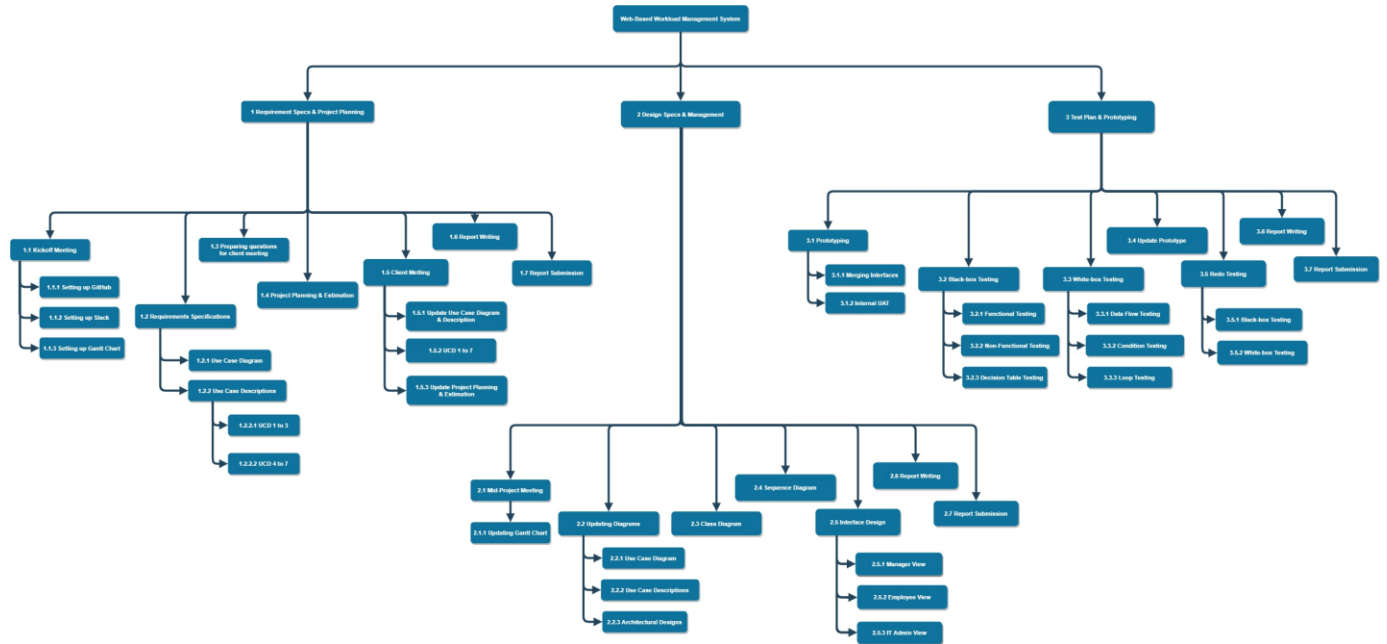 Web-Based Workload Management System
1 Requirement Specs & Project Planning
2 Design Specs & Management
3 Test Plan & Prototyping
1.1 Kickoff Meeting
1.1.1 Setting up GitHub
1.1.2 Setting up Slack
1.1.3 Setting up Gantt Chart
1.2 Requirements Specifications
1.2.1 Use Case Diagram
1.2.2 Use Case Descriptions
1.2.2.1 UCD 1 to 3
1.2.2.2 UCD 4 to 7
1.3 Preparing questions
for client meeting
1.4 Project Planning & Estimation
1.5 Client Metting
1.5.1 Update Use Case Diagram
& Description
1.5.2 UCD 1 to 7
1.5.3 Update Project Planning
& Estimation
1.6 Report Writing
1.7 Report Submission
2.1 Mid-Project Meeting
2.1.1 Updating Gantt Chart
2.2 Updating Diagrams
2.2.1 Use Case Diagram
2.2.2 Use Case Descriptions
2.2.3 Architectural Designs
2.3 Class Diagram
2.4 Sequence Diagram
2.5 Interface Design
2.5.1 Manager View
2.5.2 Employee View
2.5.3 IT Admin View
2.6 Report Writing
2.7 Report Submission
3.1 Prototyping
3.1.1 Merging Interfaces
3.1.2 Internal UAT
3.2 Black-box Testing
3.2.1 Functional Testing
3.2.2 Non-Functional Testing
3.2.3 Decision Table Testing
3.3 White-box Testing
3.3.1 Data Flow Testing
3.3.2 Condition Testing
3.3.3 Loop Testing
3.4 Update Prototype
3.5 Redo Testing
3.5.1 Black-box Testing
3.5.2 White-box Testing
3.6 Report Writing
3.7 Report Submission